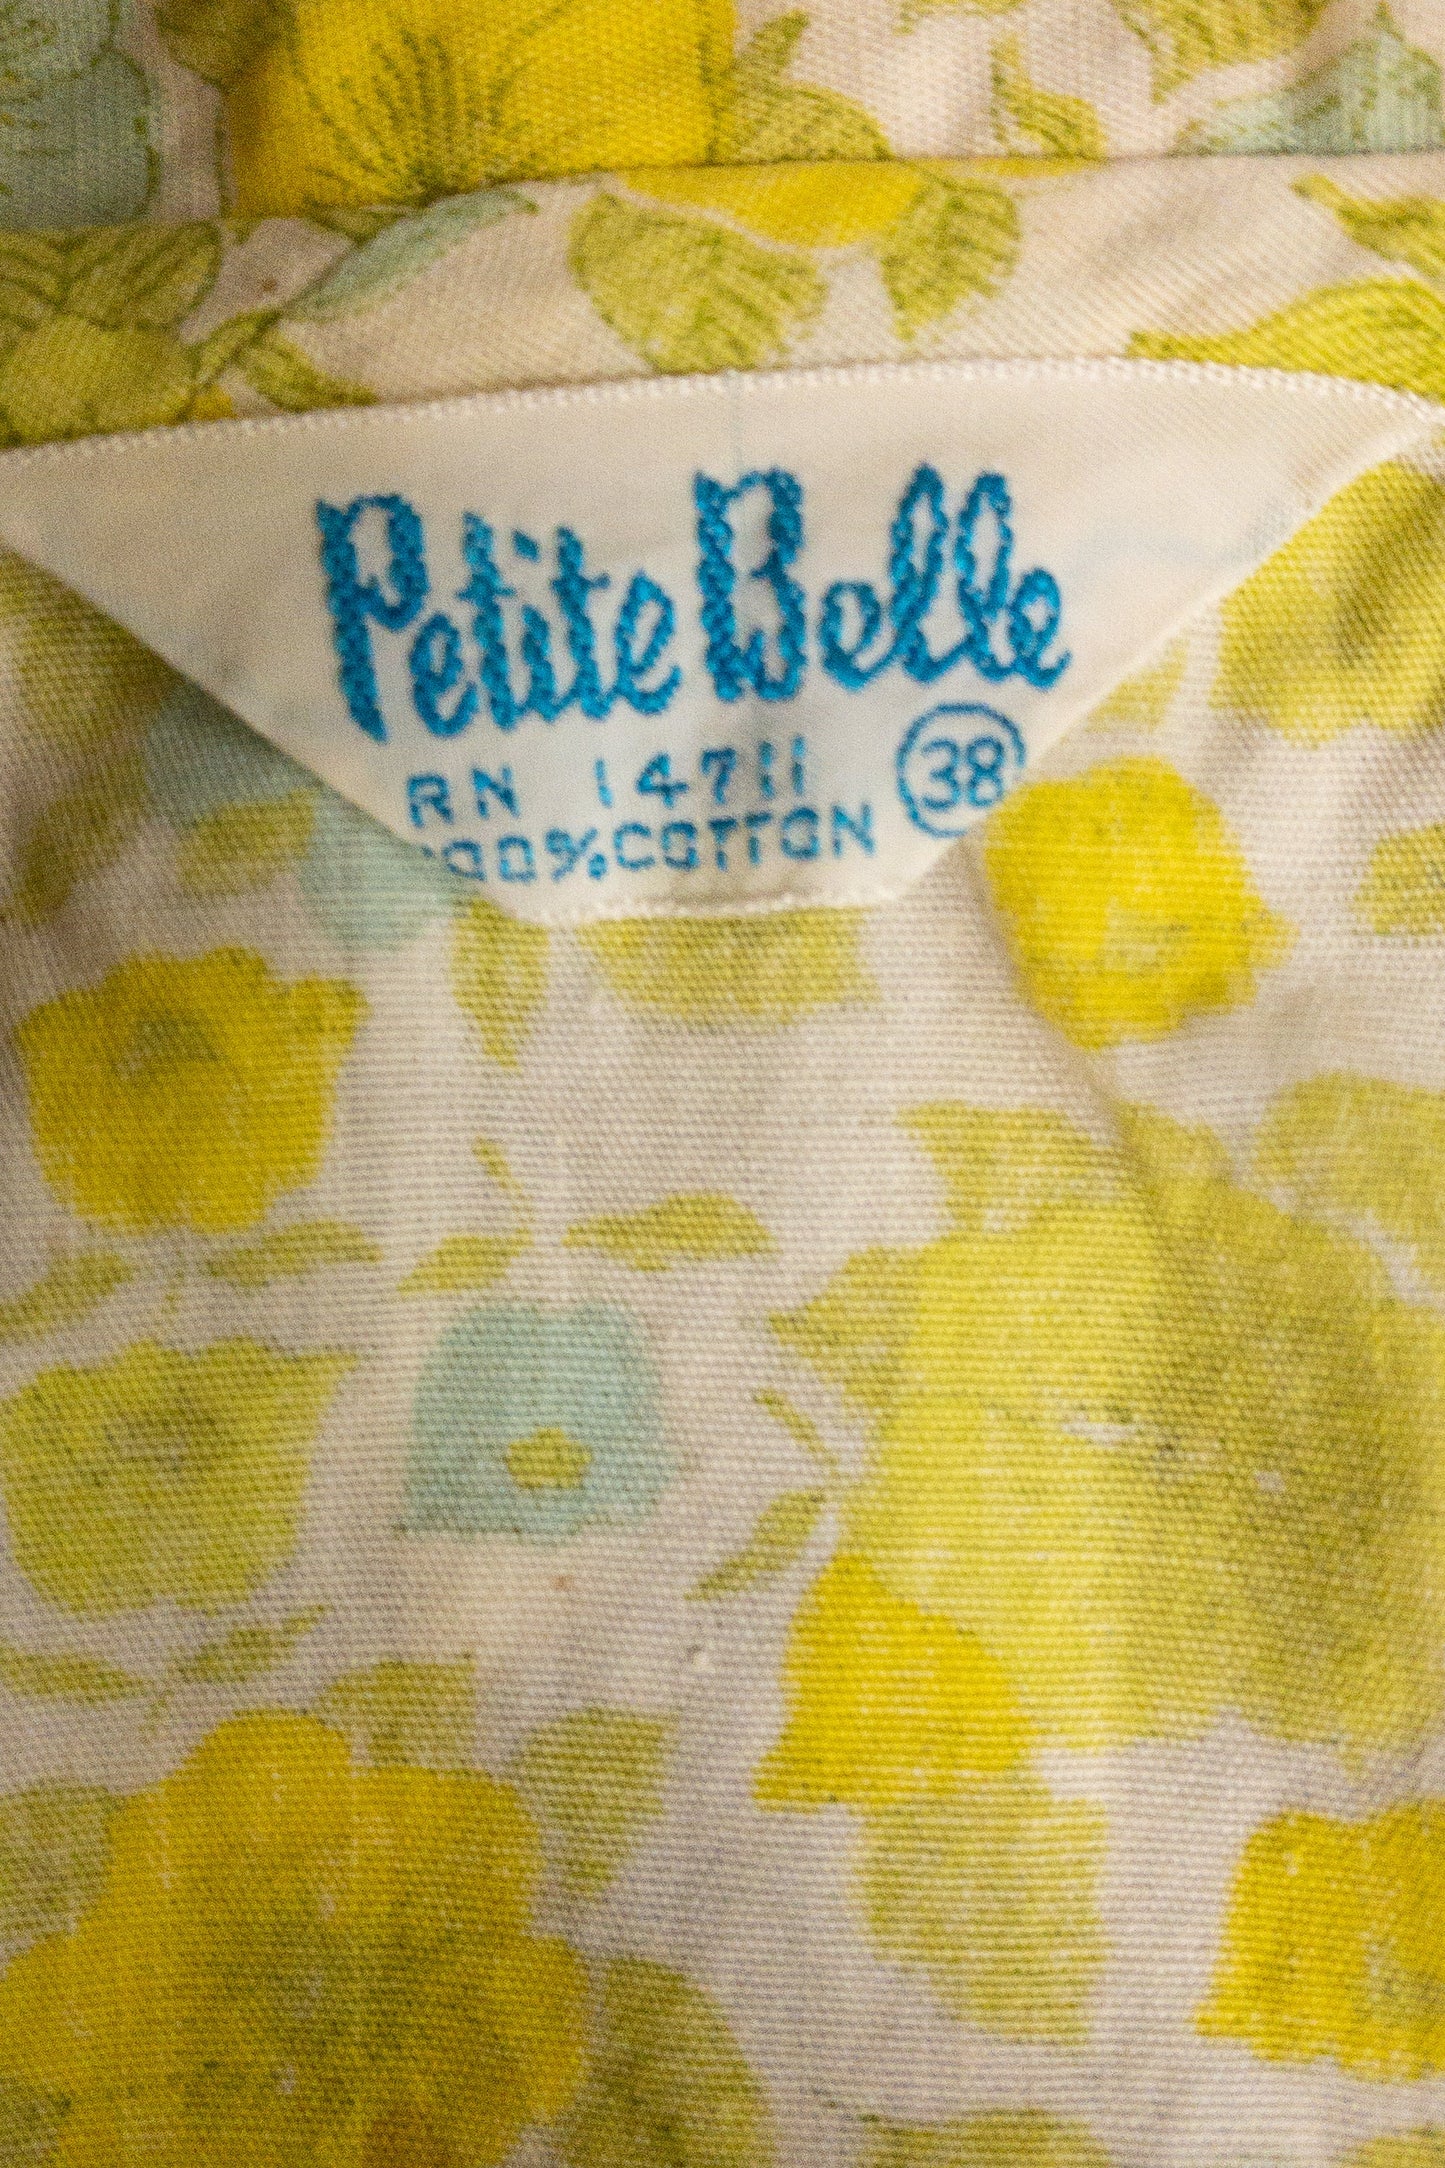 Petite Belle
RN 14711 38
100% COTTON